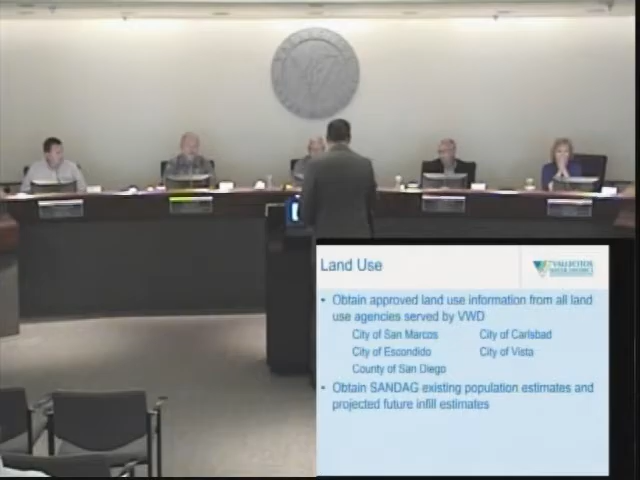 Land Use
VALLECITOS
WATER DISTRICT
• Obtain approved land use information from all land
use agencies served by VWD
City of San Marcos City of Carlsbad
City of Escondido City of Vista
County of San Diego
• Obtain SANDAG existing population estimates and
projected future infill estimates